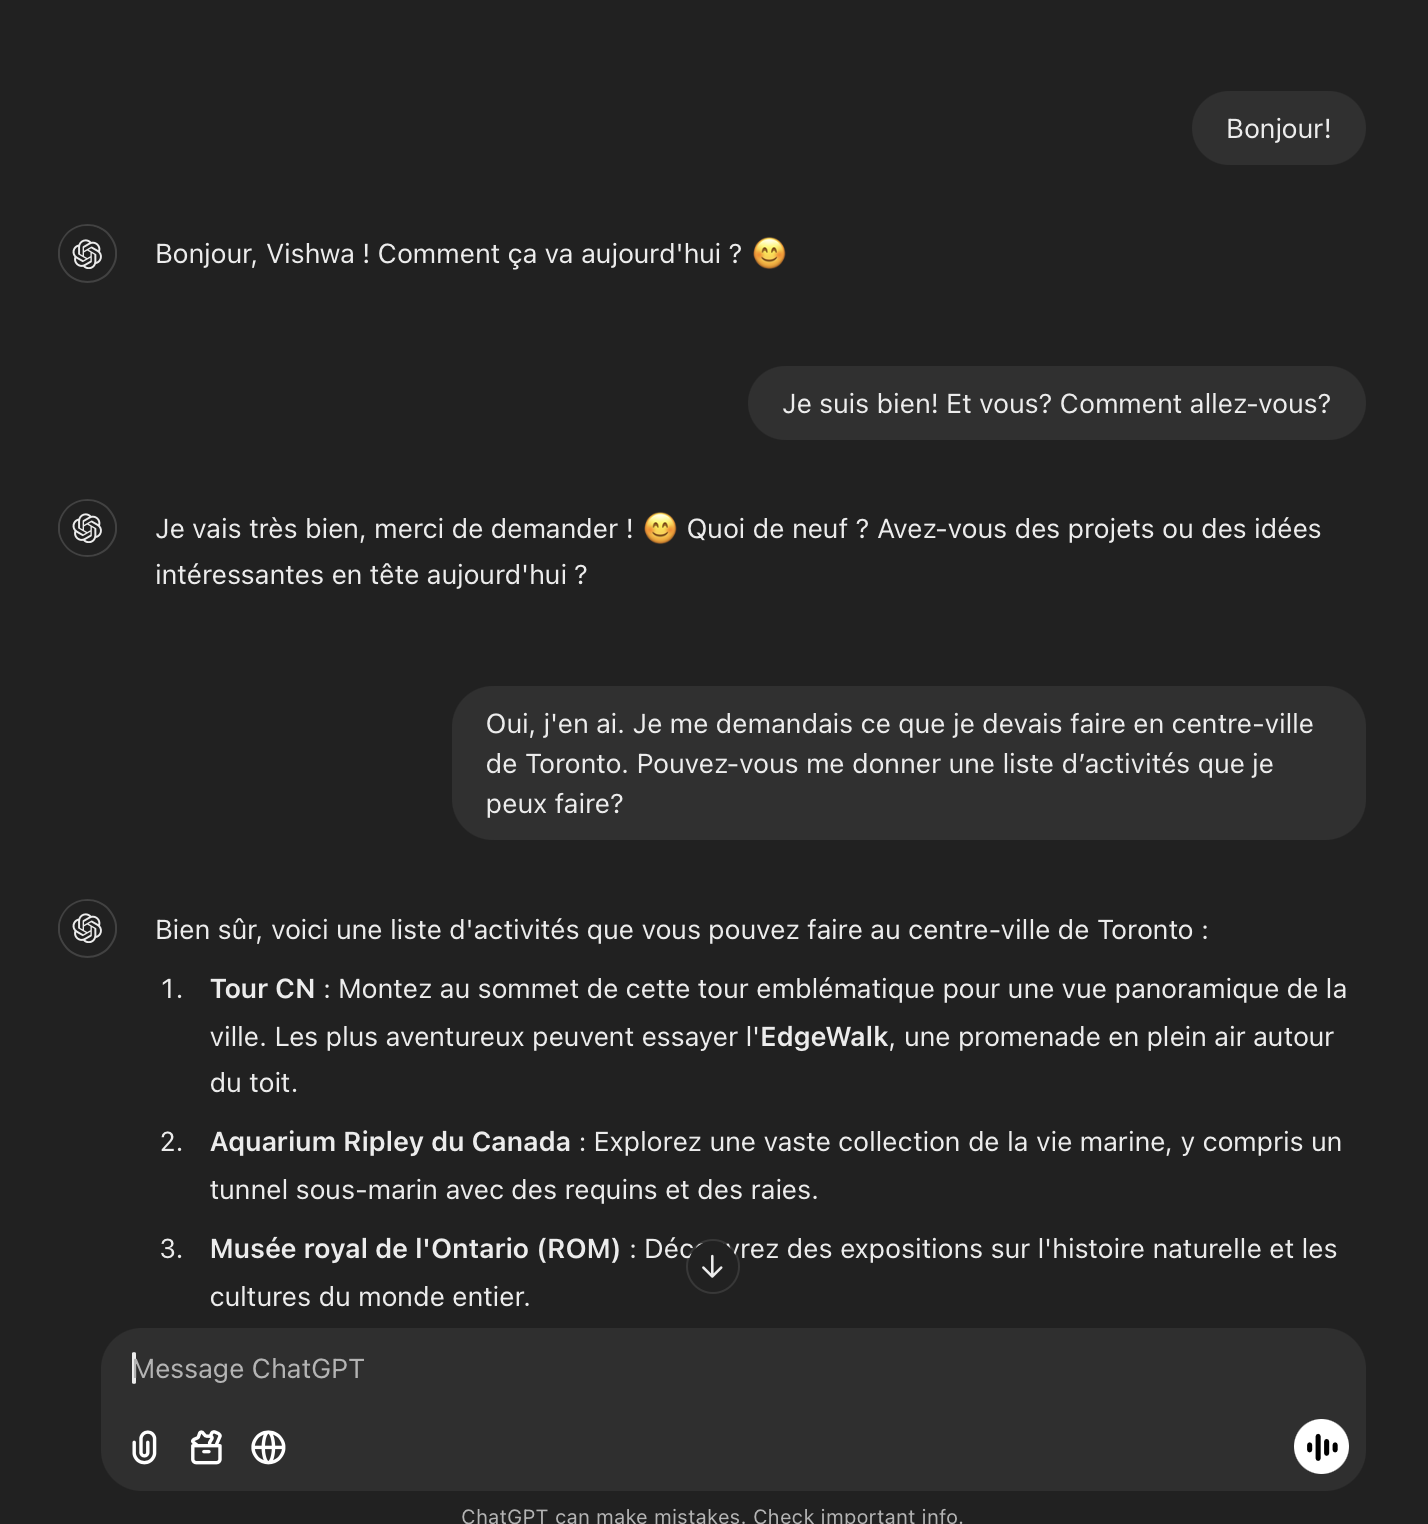 Bonjour!
Bonjour, Vishwa ! Comment ça va aujourd'hui ? 😊
Je suis bien! Et vous? Comment allez-vous?
Je vais très bien, merci de demander ! 😊 Quoi de neuf ? Avez-vous des projets ou des idées
intéressantes en tête aujourd'hui ?
Oui, j'en ai. Je me demandais ce que je devais faire en centre-ville
de Toronto. Pouvez-vous me donner une liste d’activités que je
peux faire?
Bien sûr, voici une liste d'activités que vous pouvez faire au centre-ville de Toronto :
1. Tour CN : Montez au sommet de cette tour emblématique pour une vue panoramique de la
ville. Les plus aventureux peuvent essayer l'EdgeWalk, une promenade en plein air autour
du toit.
2. Aquarium Ripley du Canada : Explorez une vaste collection de la vie marine, y compris un
tunnel sous-marin avec des requins et des raies.
3. Musée royal de l'Ontario (ROM) : Découvrez des expositions sur l'histoire naturelle et les
cultures du monde entier.
Message ChatGPT
ChatGPT can make mistakes. Check important info.